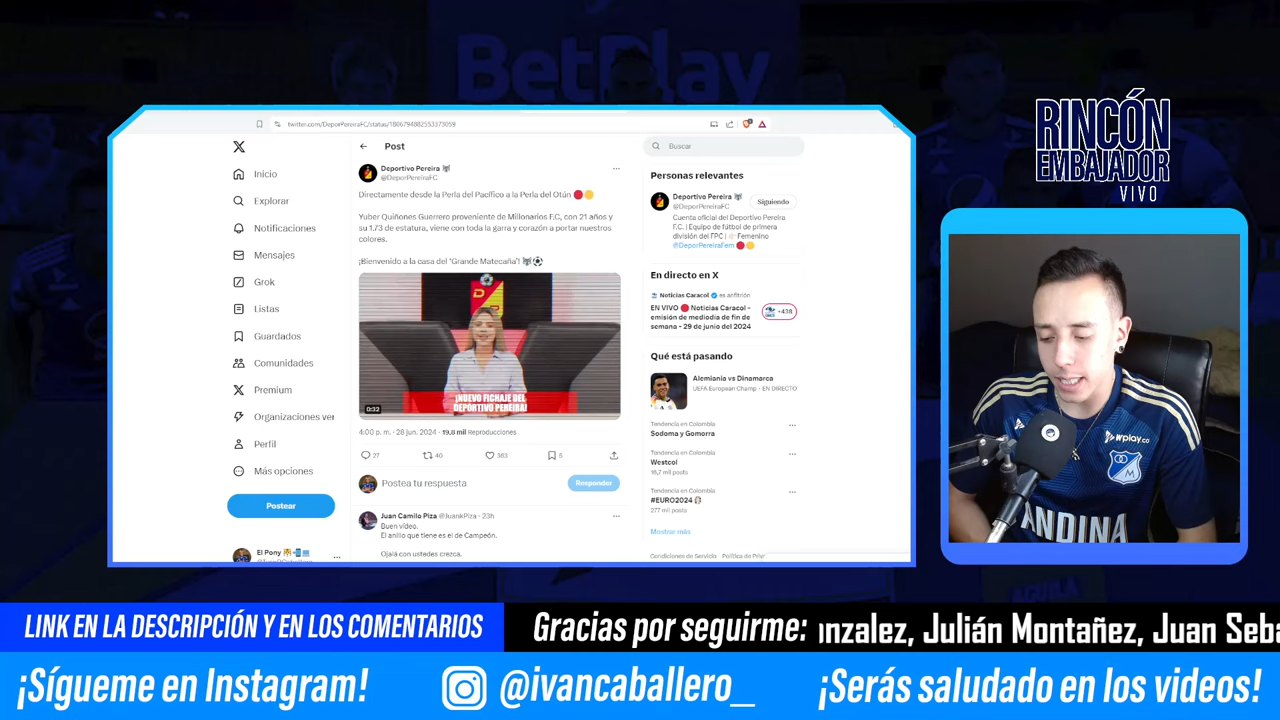 BetPlay
twitter.com/DeporPereiraFC/status/1806794882553373059
Post
Deportivo Pereira
@DeporPereiraFC
Directamente desde la Perla del Pacífico a la Perla del Otún
Yuber Quiñones Guerrero proveniente de Millonarios F.C, con 21 años y
su 1.73 de estatura, viene con toda la garra y corazón a portar nuestros
colores.
¡Bienvenido a la casa del "Grande Matecaña"!
¡NUEVO FICHAJE DEL
DEPORTIVO PEREIRA!
0:32
4:00 p. m. · 28 jun. 2024 · 19,8 mil Reproducciones
27
40
383
5
Postea tu respuesta
Responder
Juan Camilo Piza @JuankPiza · 23h
Buen vídeo.
El anillo que tiene es el de Campeón.
Ojalá con ustedes crezca.
Inicio
Explorar
Notificaciones
Mensajes
Grok
Listas
Guardados
Comunidades
Premium
Organizaciones ver
Perfil
Más opciones
Postear
El Pony
Buscar
Personas relevantes
Deportivo Pereira
@DeporPereiraFC
Siguiendo
Cuenta oficial del Deportivo Pereira
F.C. | Equipo de fútbol de primera
división del FPC | Femenino
@DeporPereiraFem
En directo en X
Noticias Caracol es anfitrión
EN VIVO Noticias Caracol -
emisión de mediodía de fin de
semana - 29 de junio del 2024
+438
Qué está pasando
Alemiania vs Dinamarca
UEFA European Champ · EN DIRECTO
Tendencia en Colombia
Sodoma y Gomorra
Tendencia en Colombia
Westcol
16,7 mil posts
Tendencia en Colombia
#EURO2024
277 mil posts
Mostrar más
Condiciones de Servicio Política de Priv
RINCÓN
EMBAJADOR
VIVO
wplay.co
M
ANDINA
AGUILA
LINK EN LA DESCRIPCIÓN Y EN LOS COMENTARIOS
Gracias por seguirme: onzalez, Julián Montañez, Juan Seba
¡Sígueme en Instagram! @ivancaballero_ ¡Serás saludado en los videos!